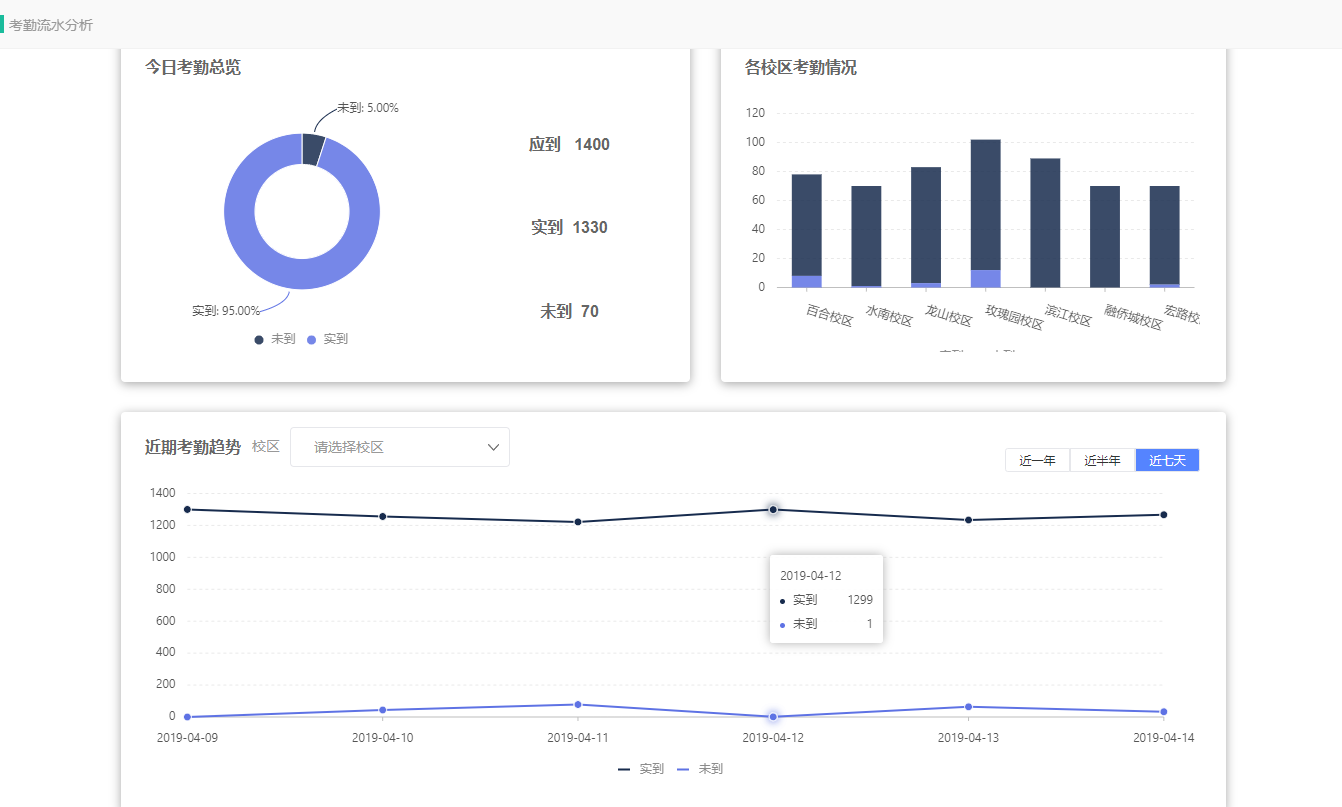 考勤流水分析
今日考勤总览
未到: 5.00%
应到 1400
实到 1330
实到: 95.00%
未到 70
未到 实到
各校区考勤情况
120
100
80
60
40
20
0
百合校区 水南校区 龙山校区 玫瑰园校区 滨江校区 融侨城校区 宏路校
近期考勤趋势 校区 请选择校区
近一年 近半年 近七天
1400
1200
1000
800
600
400
200
0
2019-04-12
实到 1299
未到 1
2019-04-09 2019-04-10 2019-04-11 2019-04-12 2019-04-13 2019-04-14
实到 未到